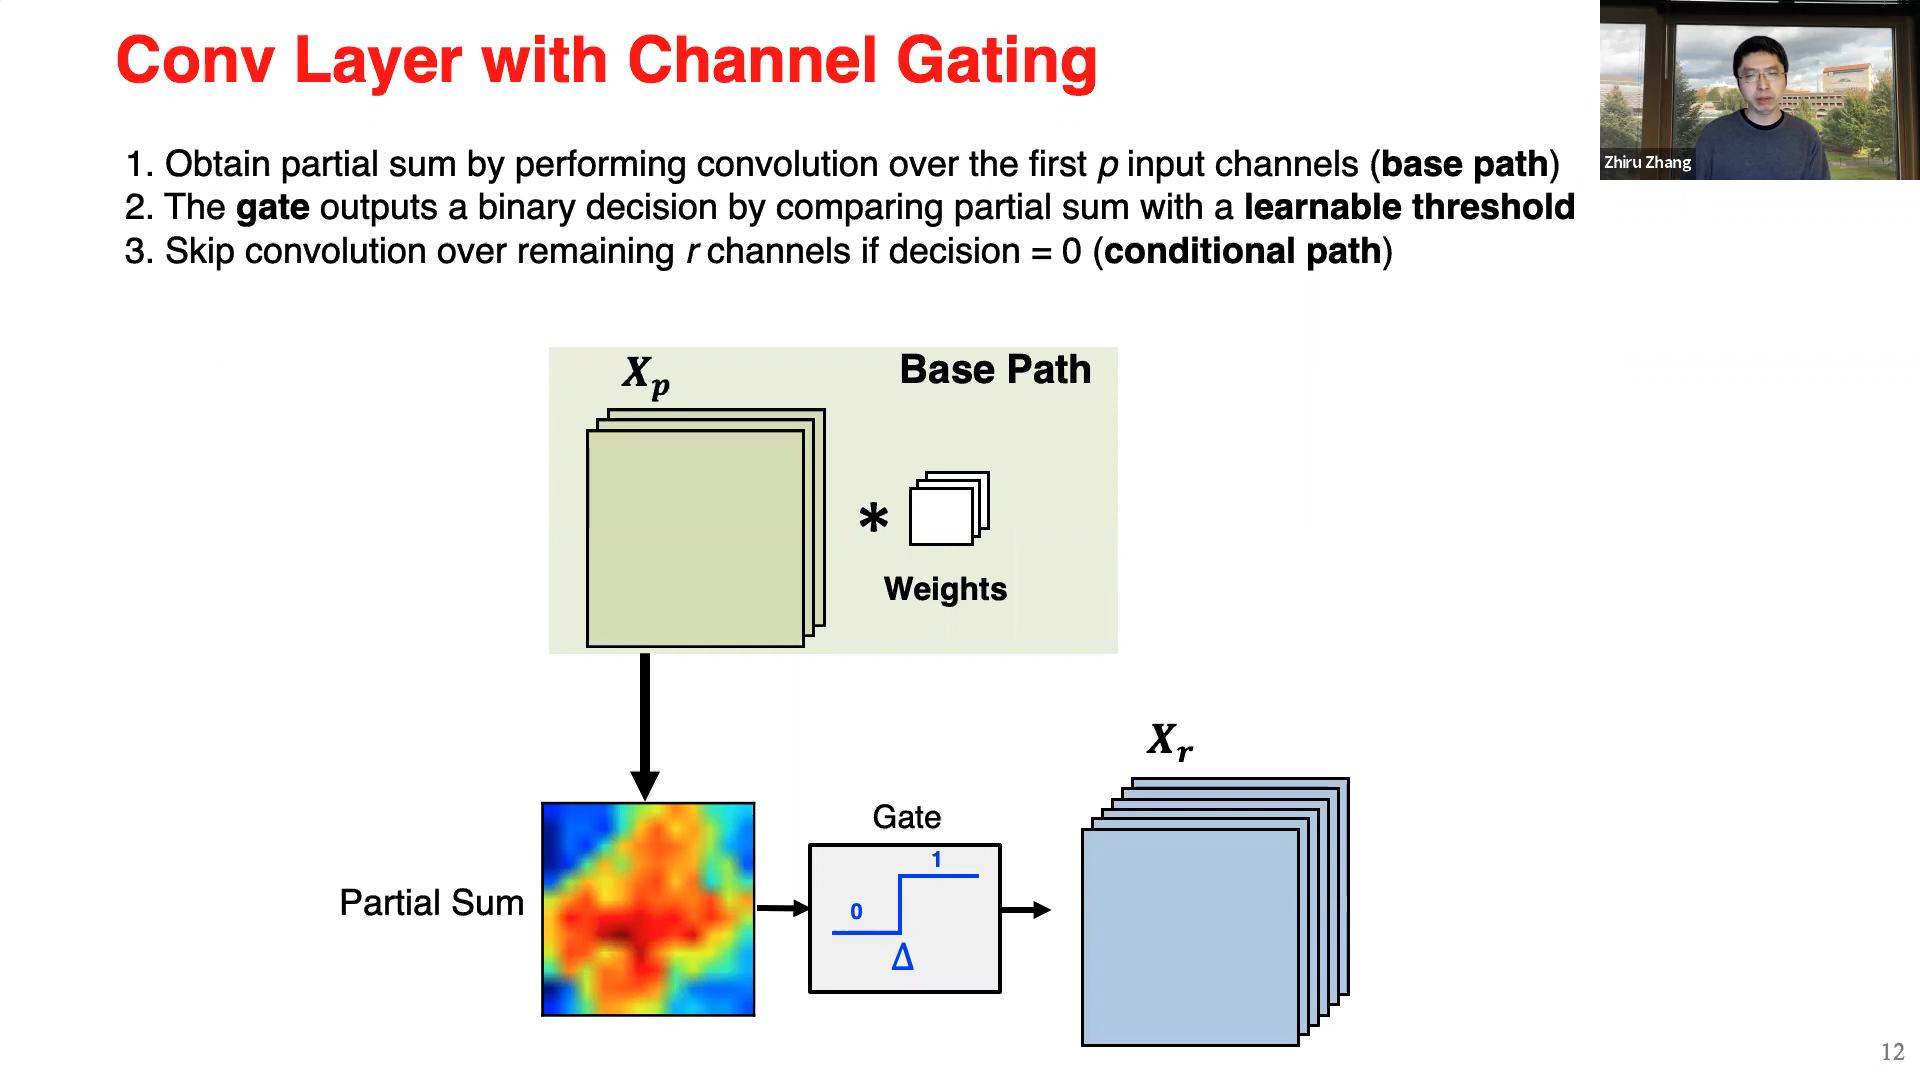 Conv Layer with Channel Gating
1. Obtain partial sum by performing convolution over the first p input channels (base path)
2. The gate outputs a binary decision by comparing partial sum with a learnable threshold
3. Skip convolution over remaining r channels if decision = 0 (conditional path)
Zhiru Zhang
Xp
Base Path
*
Weights
Xr
Gate
1
0
Δ
Partial Sum
12